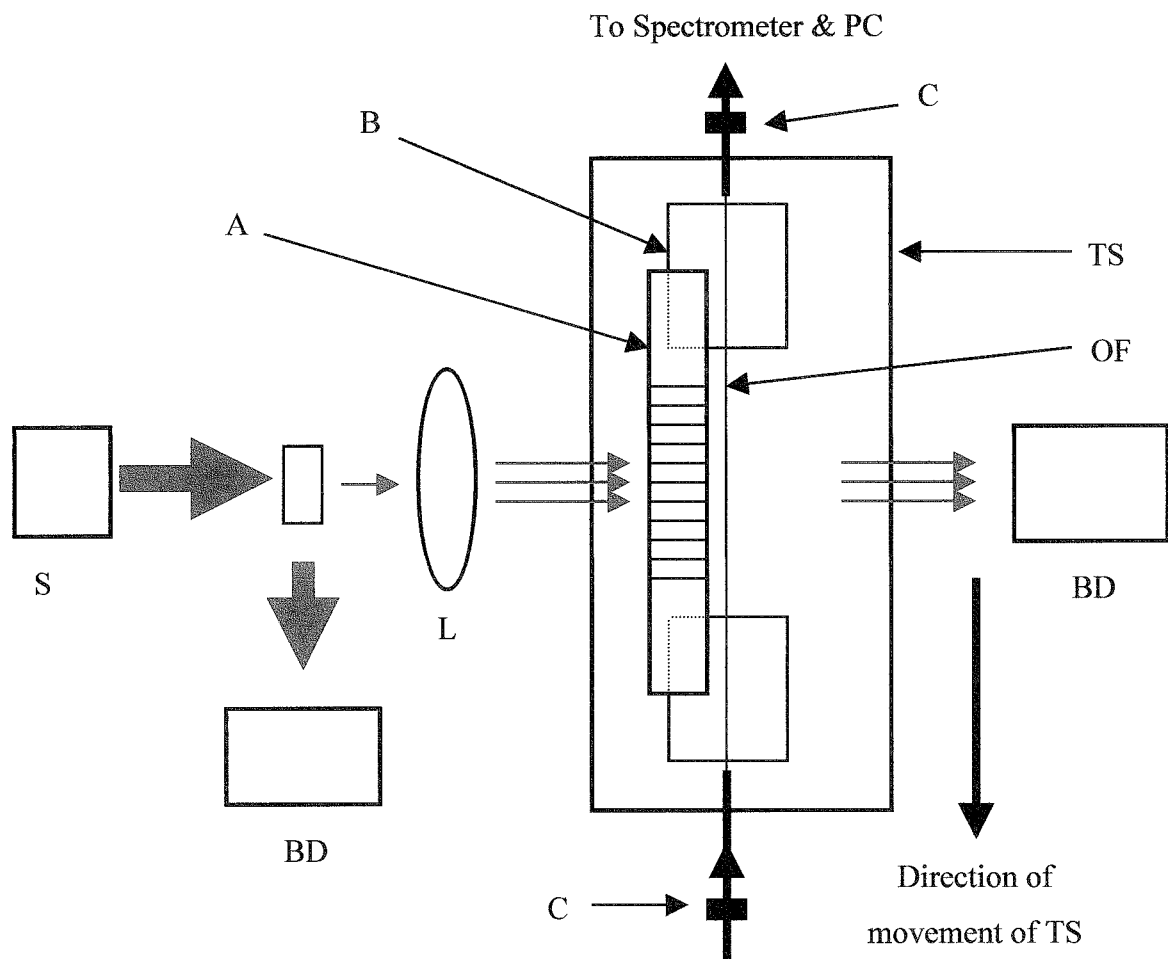 To Spectrometer & PC
C
B
A
TS
OF
S
L
BD
BD
C
Direction of
movement of TS